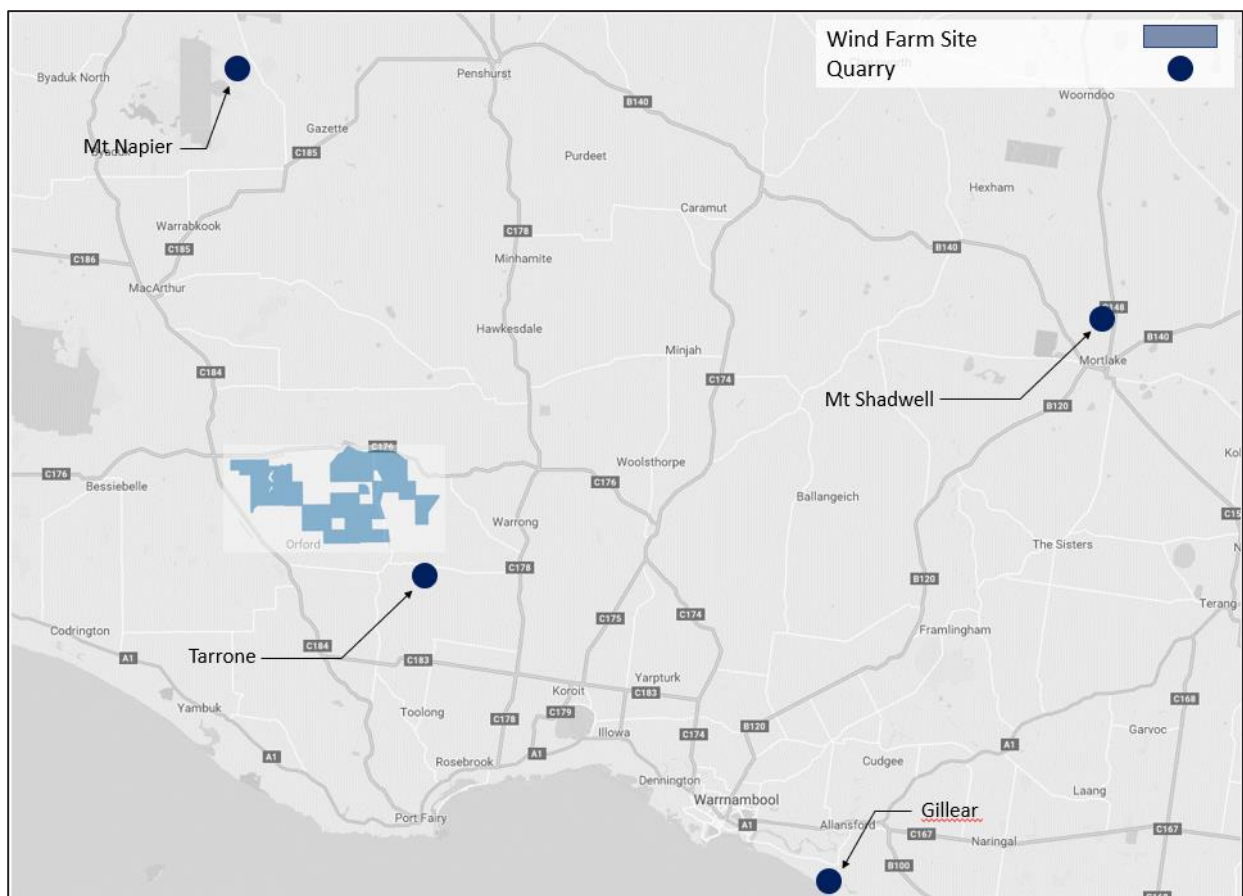 Wind Farm Site
Quarry
Byaduk North
Penshurst
Woorndoo
B140
Mt Napier
Gazette
C185
Purdeet
Hexham
Caramut
Warrabkook
C185
C178
B140
C186
Minhamite
MacArthur
Hawkesdale
Minjah
B140
Mortlake
C184
C174
Mt Shadwell
B120
C176
C176
Bessiebelle
Woolsthorpe
C176
Ballangeich
Warrong
Orford
The Sisters
C178
B120
Terang
C175
C174
Codrington
Framlingham
A1
Tarrone
C184
C183
Koroit
Yarpturk
C183
C168
Yambuk
Toolong
C179
C178
Illowa
C174
B120
Garvoc
A1
Rosebrook
A1
A1
Cudgee
Dennington
Laang
Warrnambool
Port Fairy
Gillear
A1
Allansford
C167
Naringal
C167
B100